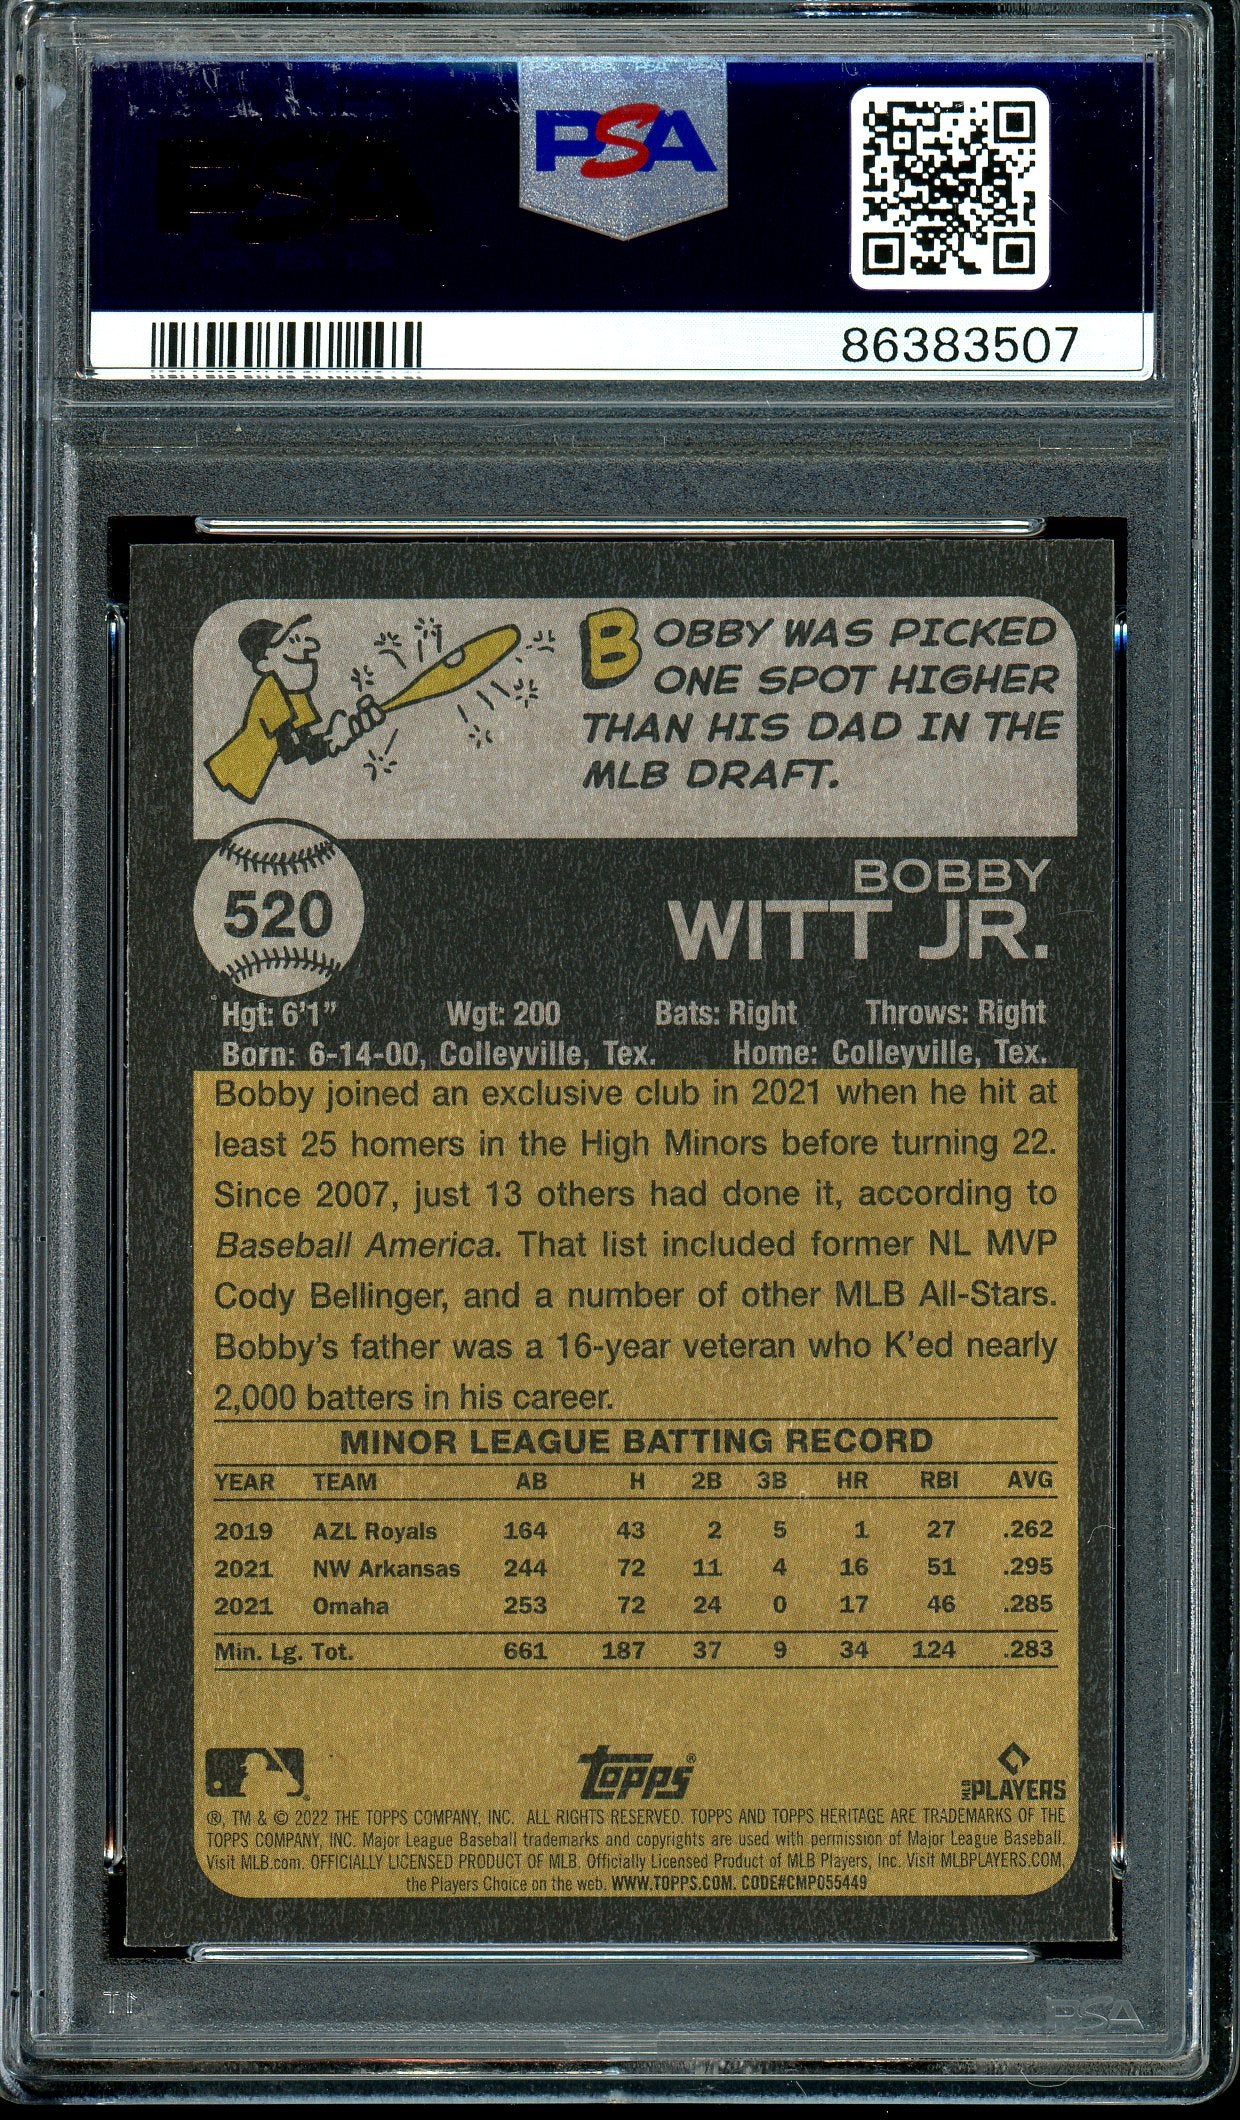 PSA
PSA
86383507
BOBBY WAS PICKED
ONE SPOT HIGHER
THAN HIS DAD IN THE
MLB DRAFT.
520
BOBBY
WITT JR.
Hgt: 6'1" Wgt: 200 Bats: Right Throws: Right
Born: 6-14-00, Colleyville, Tex. Home: Colleyville, Tex.
Bobby joined an exclusive club in 2021 when he hit at
least 25 homers in the High Minors before turning 22.
Since 2007, just 13 others had done it, according to
Baseball America. That list included former NL MVP
Cody Bellinger, and a number of other MLB All-Stars.
Bobby's father was a 16-year veteran who K'ed nearly
2,000 batters in his career.
MINOR LEAGUE BATTING RECORD
YEAR TEAM AB H 2B 3B HR RBI AVG
2019 AZL Royals 164 43 2 5 1 27 .262
2021 NW Arkansas 244 72 11 4 16 51 .295
2021 Omaha 253 72 24 0 17 46 .285
Min. Lg. Tot. 661 187 37 9 34 124 .283
topps®
MLB PLAYERS
®, TM & © 2022 THE TOPPS COMPANY, INC. ALL RIGHTS RESERVED. TOPPS AND TOPPS HERITAGE ARE TRADEMARKS OF THE
TOPPS COMPANY, INC. Major League Baseball trademarks and copyrights are used with permission of Major League Baseball.
Visit MLB.com. OFFICIALLY LICENSED PRODUCT OF MLB. Officially Licensed Product of MLB Players, Inc. Visit MLBPLAYERS.COM,
the Players Choice on the web. WWW.TOPPS.COM. CODE#CMP055449
PSA